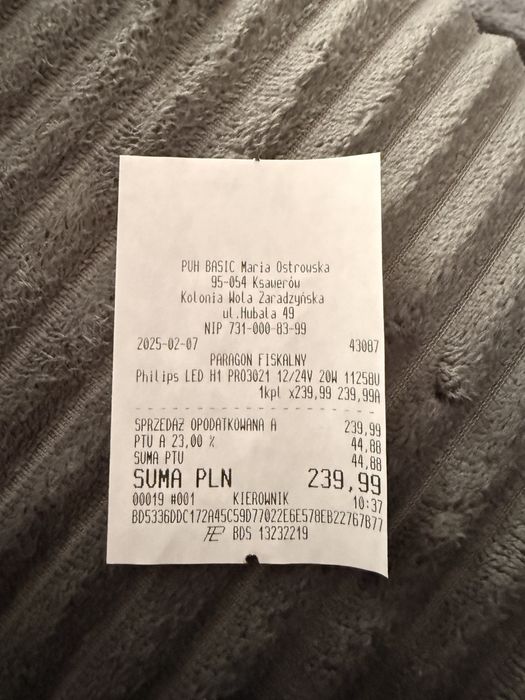 PUH BASIC Maria Ostrowska
95-054 Ksawerów
Kolonia Wola Zaradzyńska
ul.Hubala 49
NIP 731-000-83-99
2025-02-07 43087
PARAGON FISKALNY
Philips LED H1 PRO3021 12/24V 20W 11258U
1kpl x239,99 239,99A
SPRZEDAŻ OPODATKOWANA A 239,99
PTU A 23,00 % 44,88
SUMA PTU 44,88
SUMA PLN 239,99
00019 #001 KIEROWNIK 10:37
BD5336DDC172A45C59D77022E6E578EB22767B77
BDS 13232219